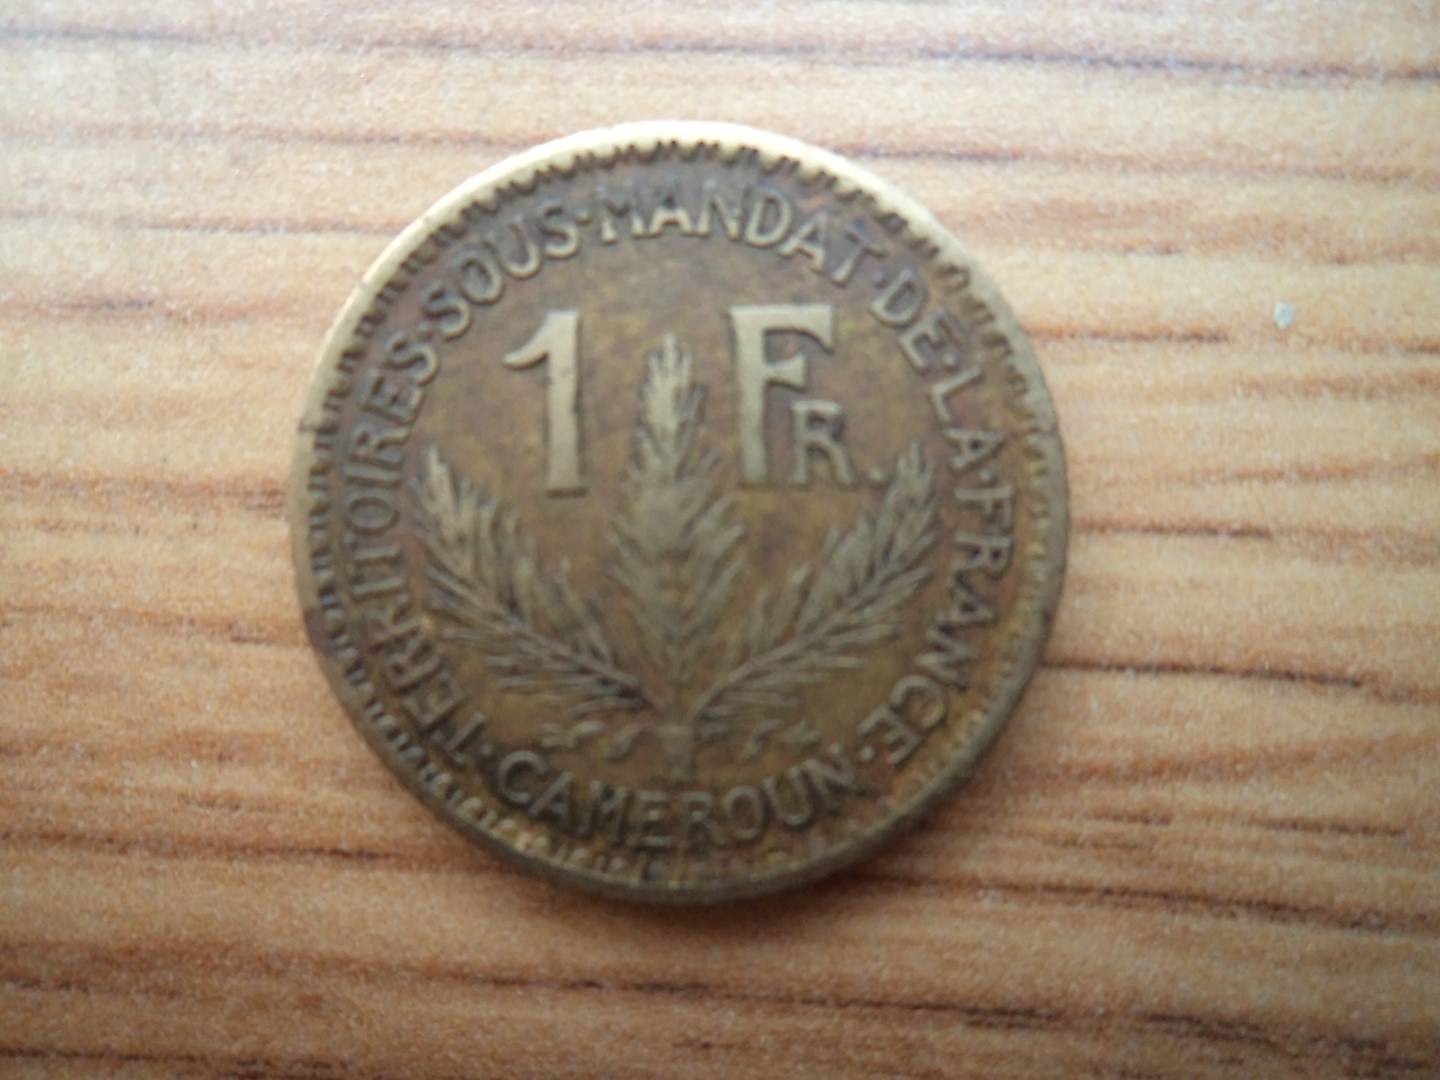 TERRITOIRES·SOUS·MANDAT·DE·LA·FRANCE
1 FR.
·CAMEROUN·